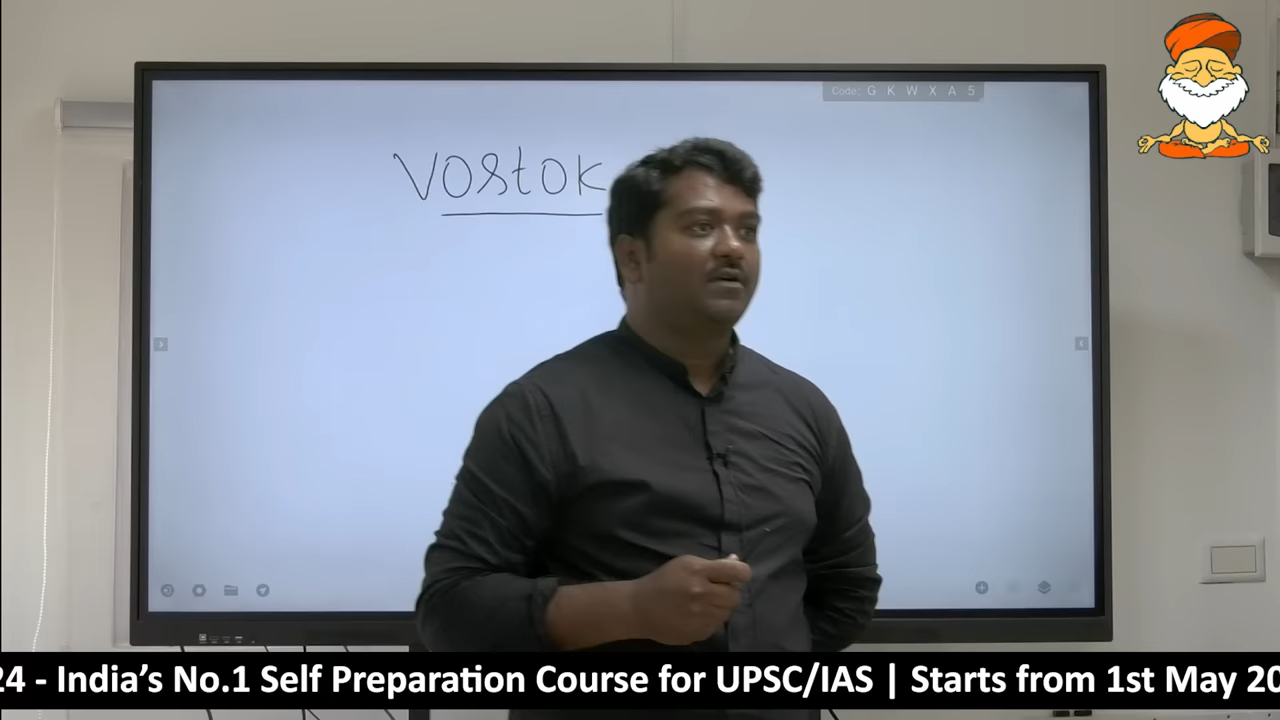 Code: G K W X A 5
VOStOK
24 - India’s No.1 Self Preparation Course for UPSC/IAS | Starts from 1st May 20